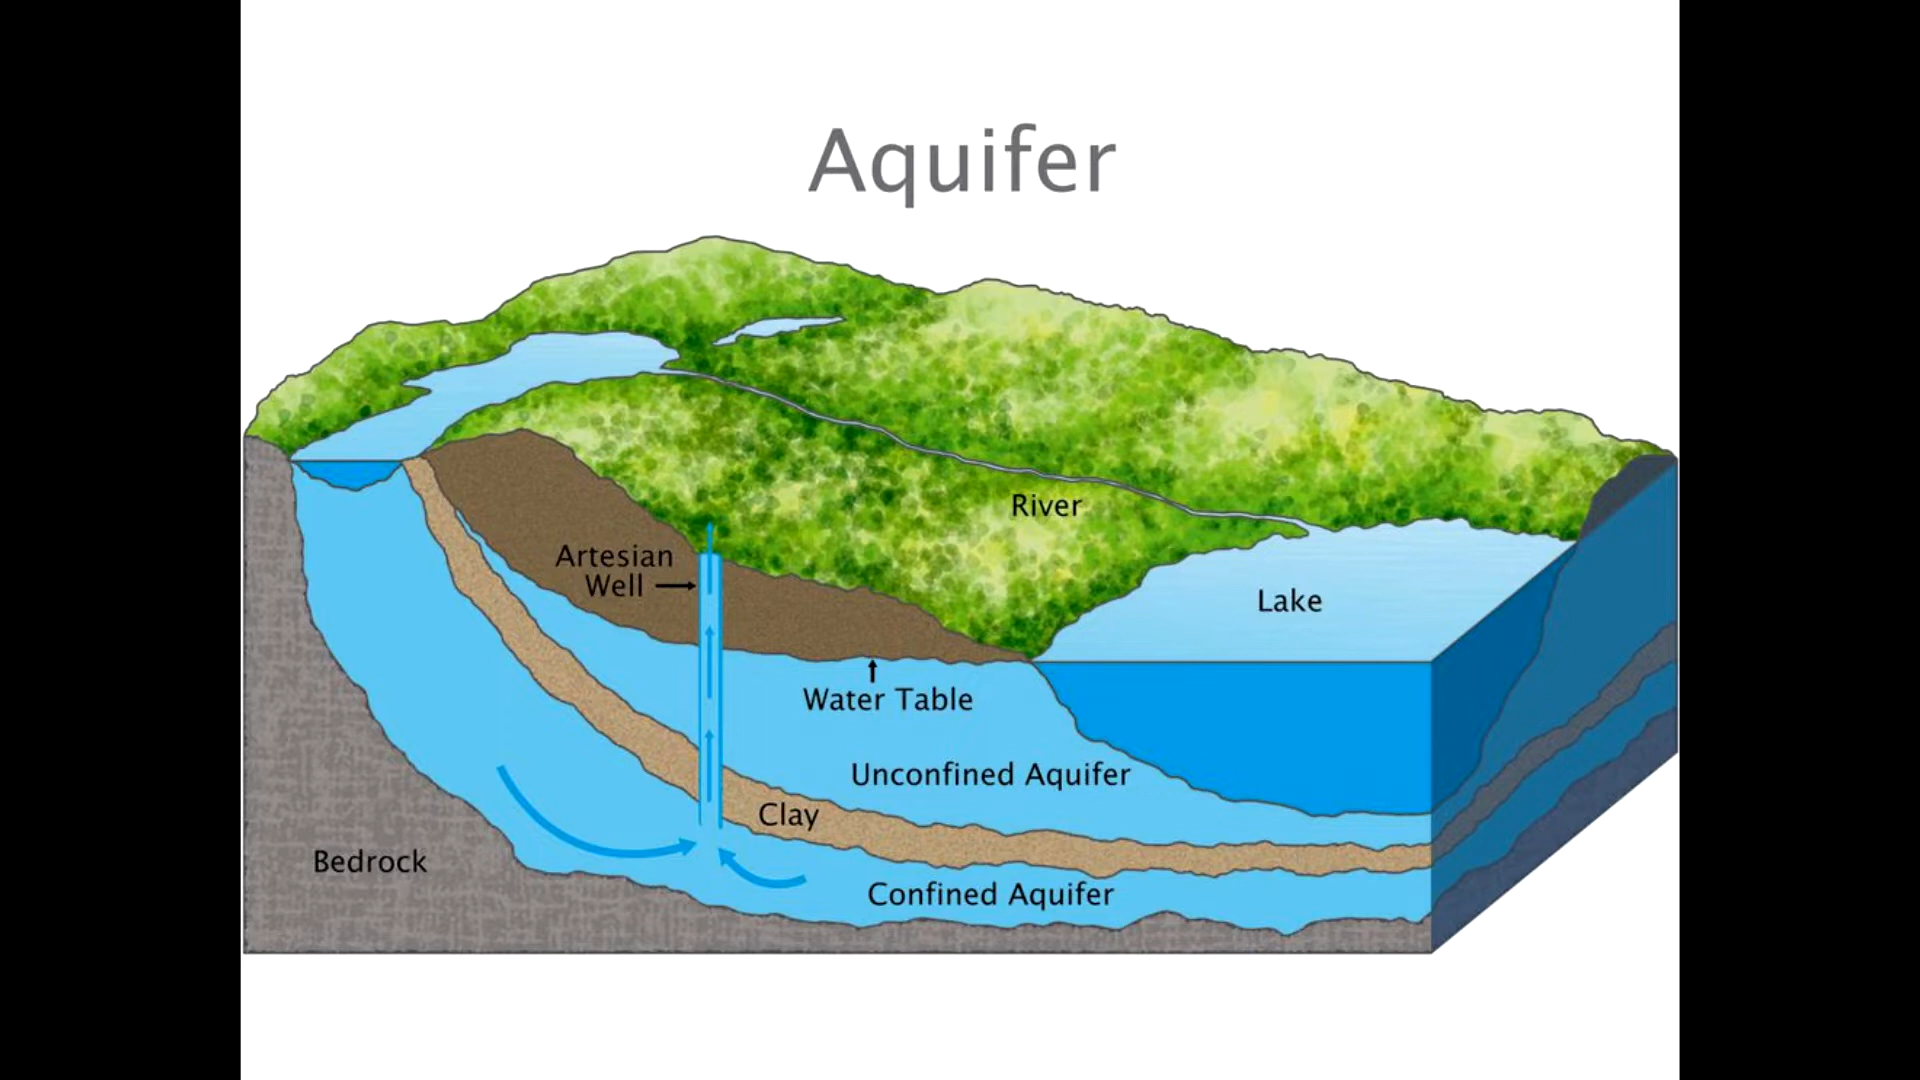 Aquifer
River
Artesian
Well
Lake
Water Table
Unconfined Aquifer
Clay
Bedrock
Confined Aquifer